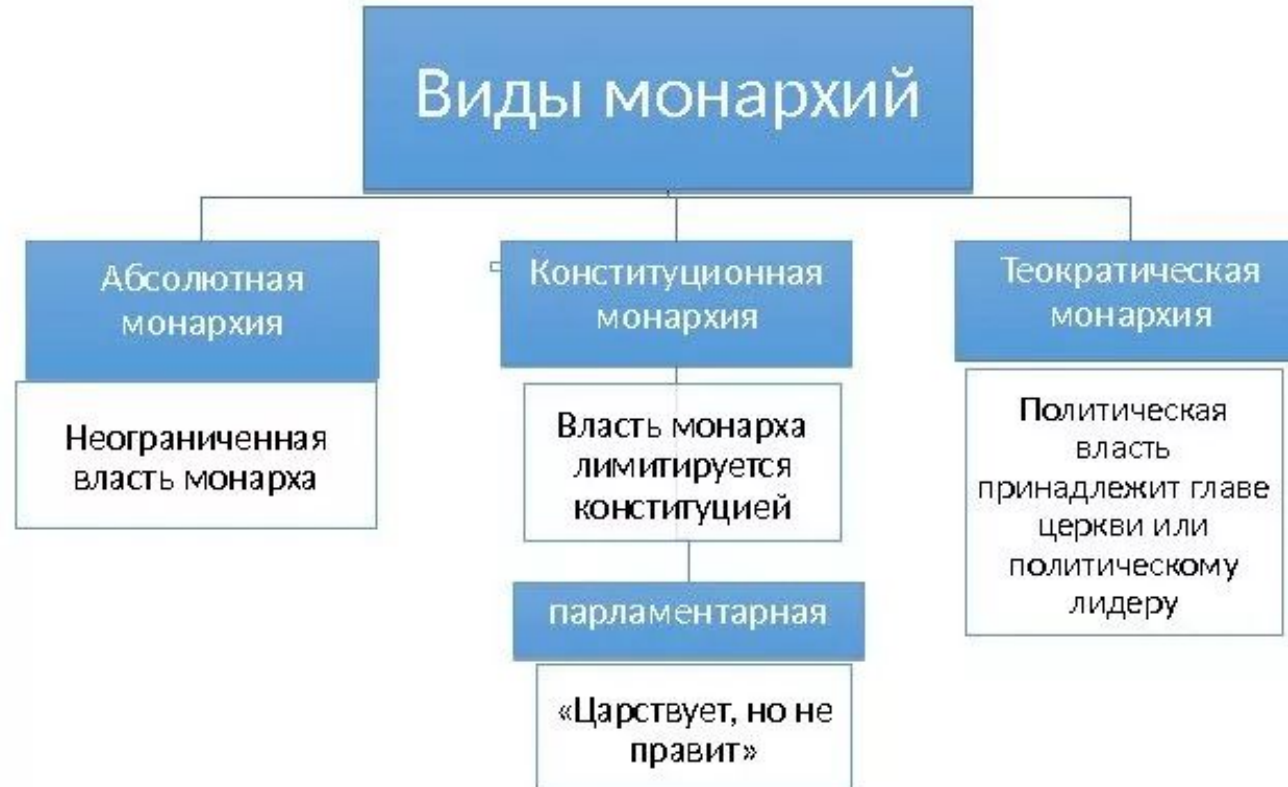 Виды монархий
Абсолютная
монархия
Неограниченная
власть монарха
Конституционная
монархия
Власть монарха
лимитируется
конституцией
парламентарная
«Царствует, но не
правит»
Теократическая
монархия
Политическая
власть
принадлежит главе
церкви или
политическому
лидеру